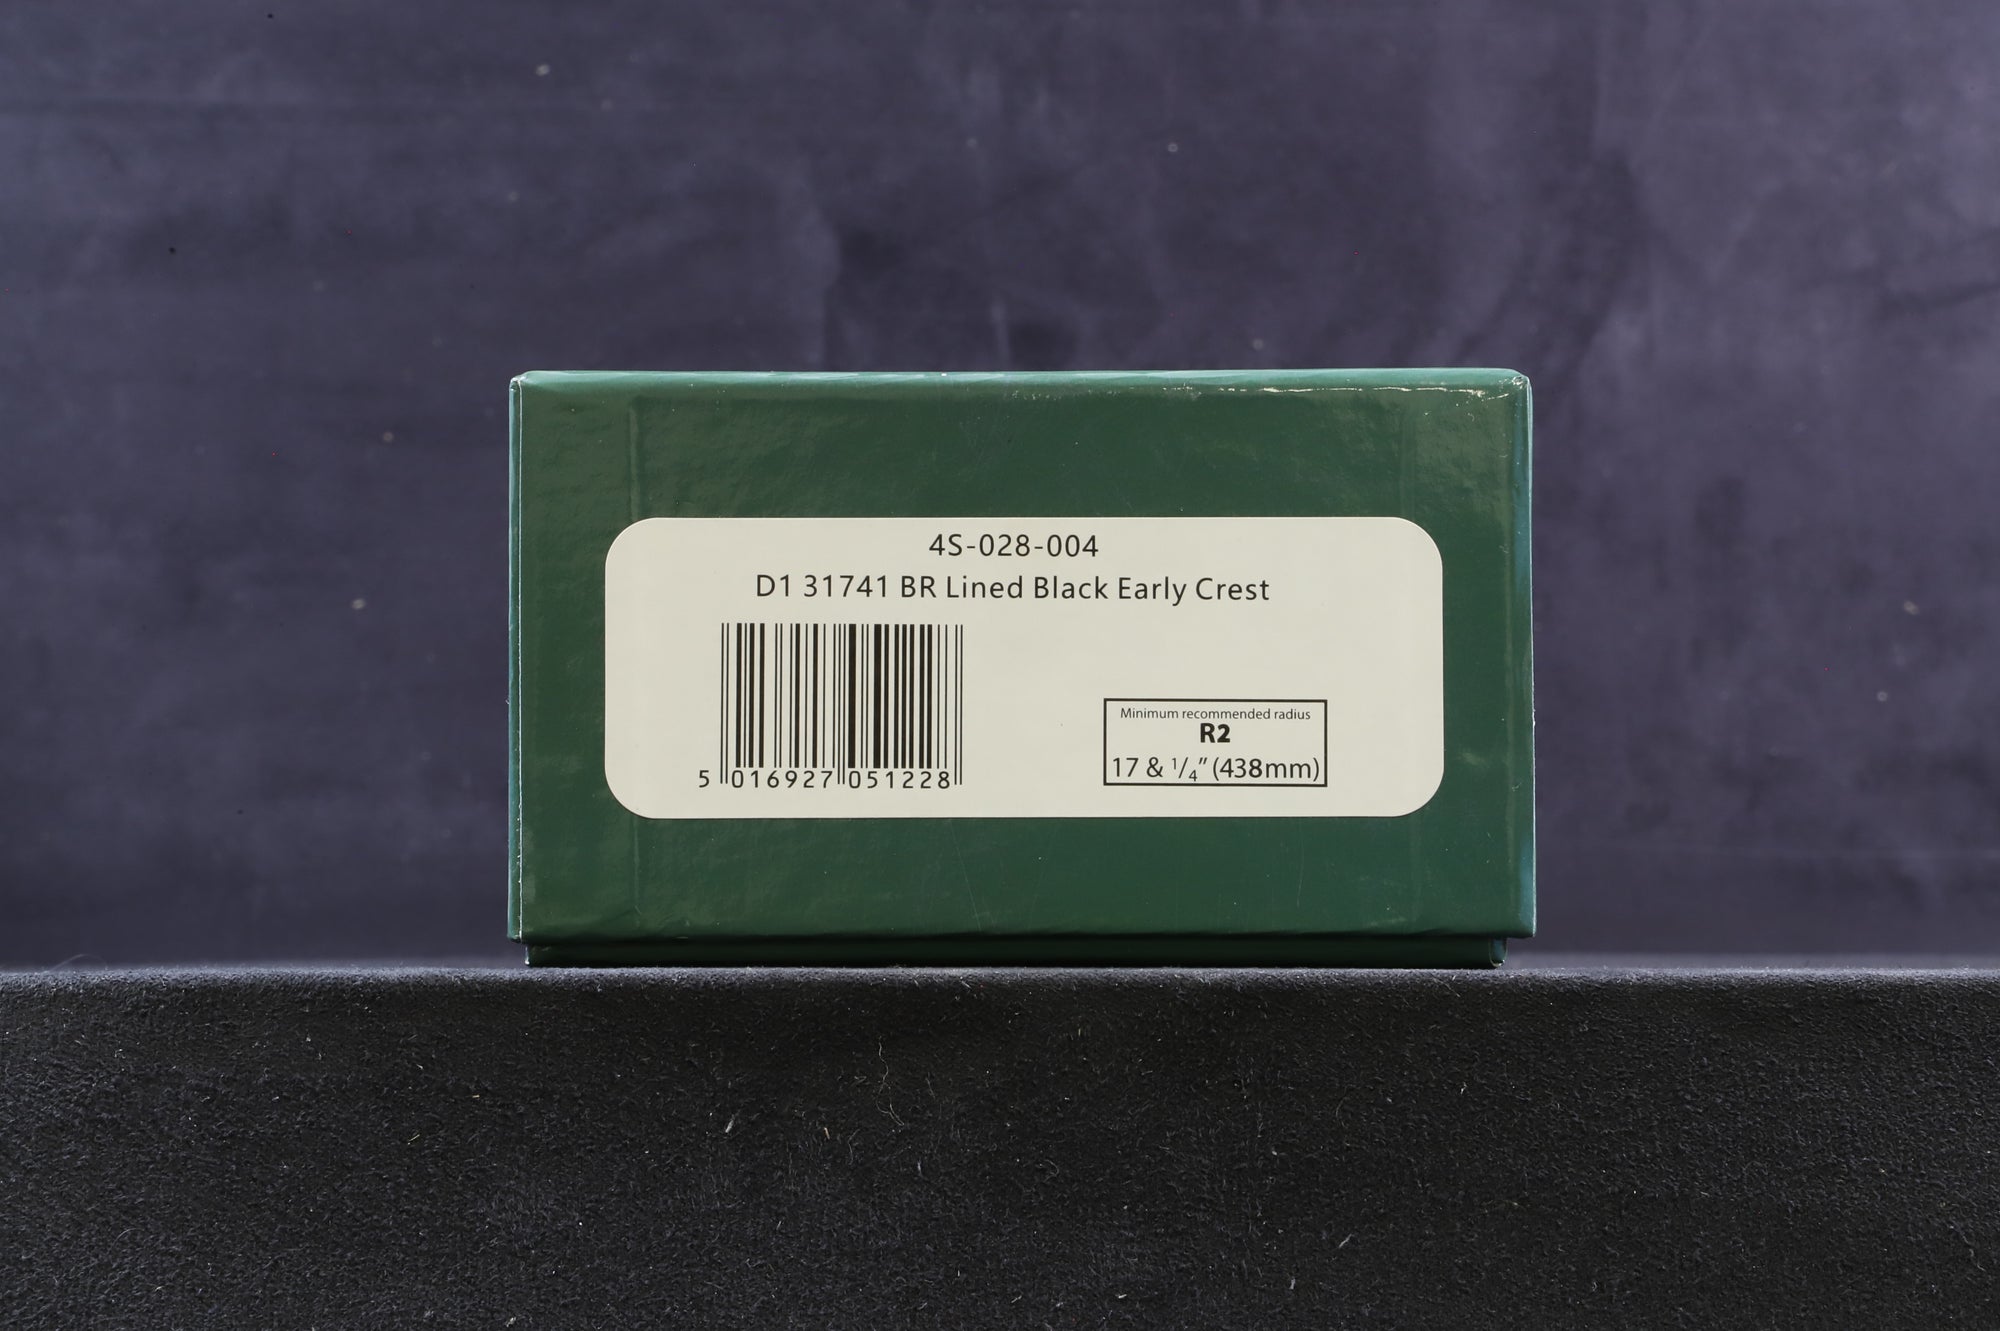 4S-028-004
D1 31741 BR Lined Black Early Crest
Minimum recommended radius
R2
17 & 1/4" (438mm)
5 016927 051228